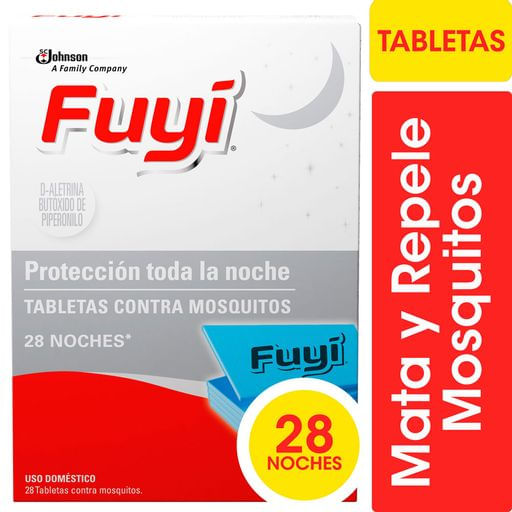 SC Johnson
A Family Company
Fuyí®
D-ALETRINA
BUTOXIDO DE
PIPERONILO
Protección toda la noche
TABLETAS CONTRA MOSQUITOS
28 NOCHES*
Fuyí
28
NOCHES
USO DOMÉSTICO
28 Tabletas contra mosquitos.
TABLETAS
Mata y Repele
Mosquitos